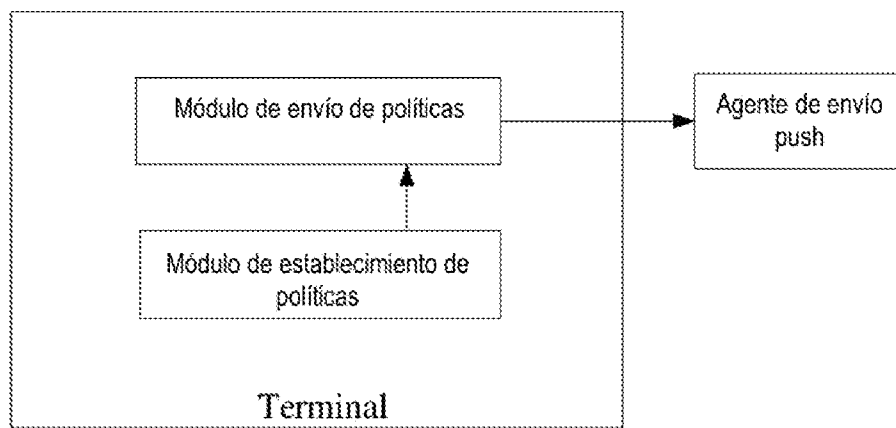 Módulo de envío de políticas
Agente de envío
push
Módulo de establecimiento de
políticas
Terminal